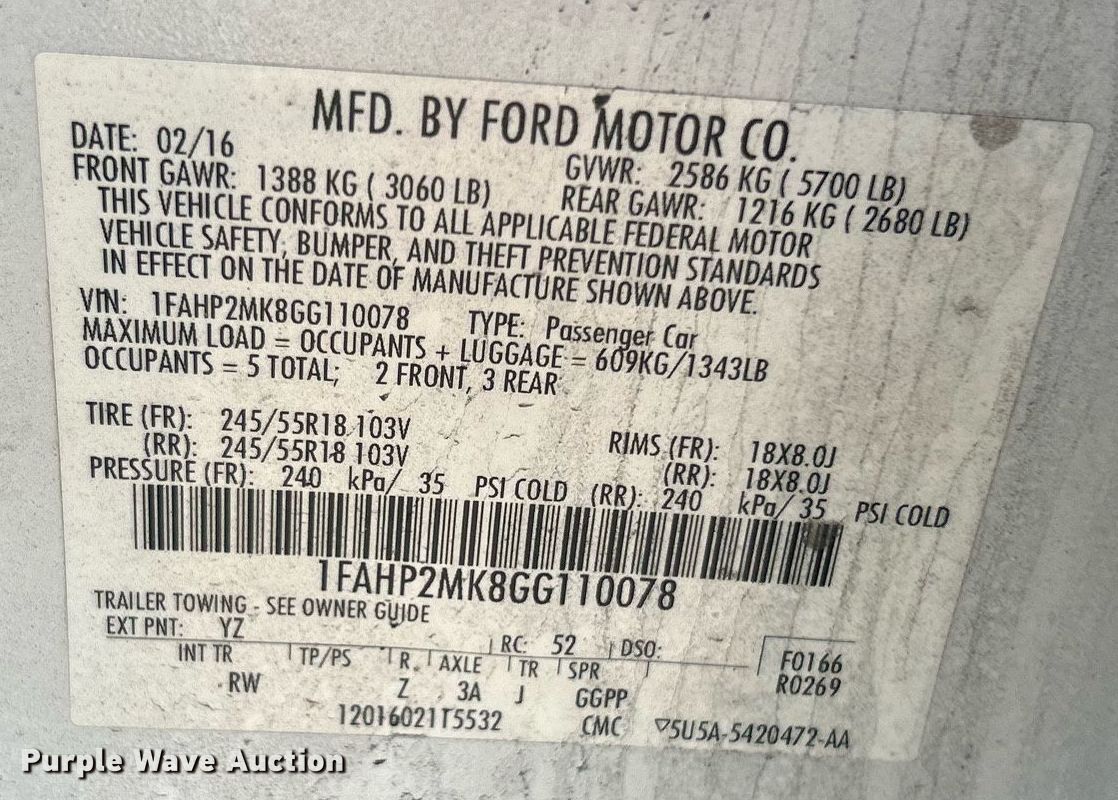 MFD. BY FORD MOTOR CO.
DATE: 02/16 GVWR: 2586 KG ( 5700 LB)
FRONT GAWR: 1388 KG ( 3060 LB) REAR GAWR: 1216 KG ( 2680 LB)
THIS VEHICLE CONFORMS TO ALL APPLICABLE FEDERAL MOTOR
VEHICLE SAFETY, BUMPER, AND THEFT PREVENTION STANDARDS
IN EFFECT ON THE DATE OF MANUFACTURE SHOWN ABOVE.
VIN: 1FAHP2MK8GG110078 TYPE: Passenger Car
MAXIMUM LOAD = OCCUPANTS + LUGGAGE = 609KG/1343LB
OCCUPANTS = 5 TOTAL; 2 FRONT, 3 REAR
TIRE (FR): 245/55R18 103V RIMS (FR): 18X8.0J
(RR): 245/55R18 103V (RR): 18X8.0J
PRESSURE (FR): 240 kPa/ 35 PSI COLD (RR): 240 kPa/ 35 PSI COLD
1FAHP2MK8GG110078
TRAILER TOWING - SEE OWNER GUIDE
EXT PNT: YZ RC: 52 DSO: F0166
INT TR TP/PS R. AXLE TR SPR R0269
RW Z 3A J GGPP
12016021T5532 CMC ▽5U5A-5420472-AA
Purple Wave Auction